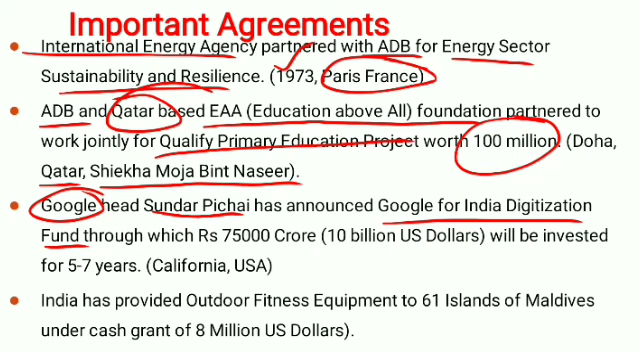 Important Agreements
International Energy Agency partnered with ADB for Energy Sector
Sustainability and Resilience. (1973, Paris France)
ADB and Qatar based EAA (Education above All) foundation partnered to
work jointly for Qualify Primary Education Project worth 100 million. (Doha,
Qatar, Shiekha Moja Bint Naseer).
Google head Sundar Pichai has announced Google for India Digitization
Fund through which Rs 75000 Crore (10 billion US Dollars) will be invested
for 5-7 years. (California, USA)
India has provided Outdoor Fitness Equipment to 61 Islands of Maldives
under cash grant of 8 Million US Dollars).